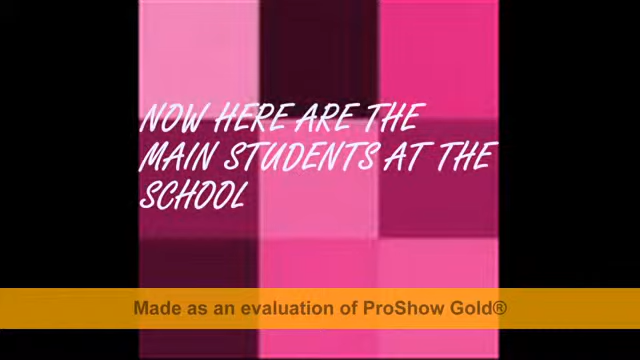 NOW HERE ARE THE
MAIN STUDENTS AT THE
SCHOOL
Made as an evaluation of ProShow Gold®